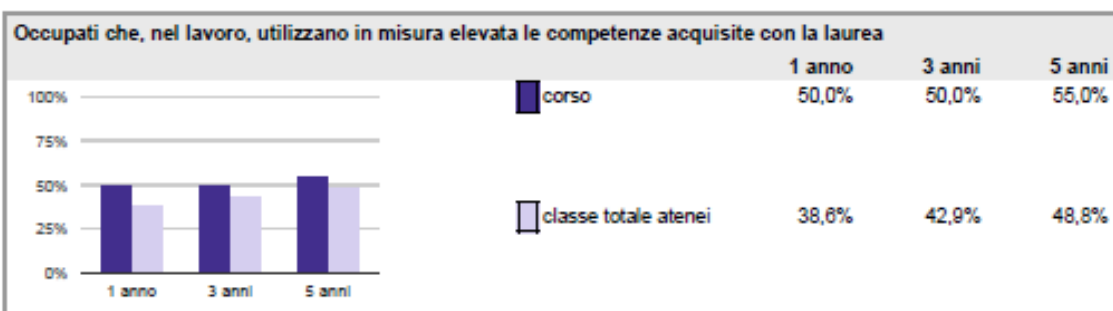 Occupati che, nel lavoro, utilizzano in misura elevata le competenze acquisite con la laurea
1 anno 3 anni 5 anni
100%
corso 50,0% 50,0% 55,0%
75%
50%
classe totale atenei 38,6% 42,9% 48,8%
25%
0%
1 anno 3 anni 5 anni